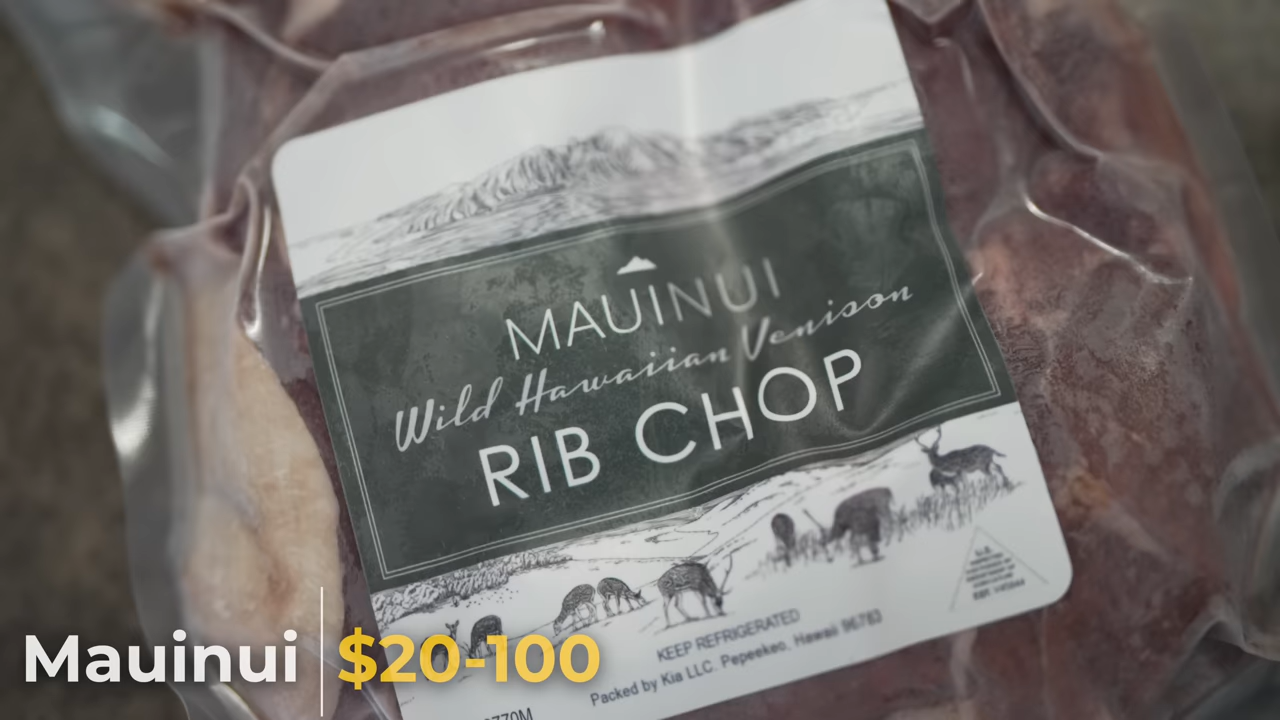 MAUINUI
Wild Hawaiian Venison
RIB CHOP
KEEP REFRIGERATED
Packed by Kia LLC. Pepeekeo, Hawaii 96783
Mauinui
$20-100